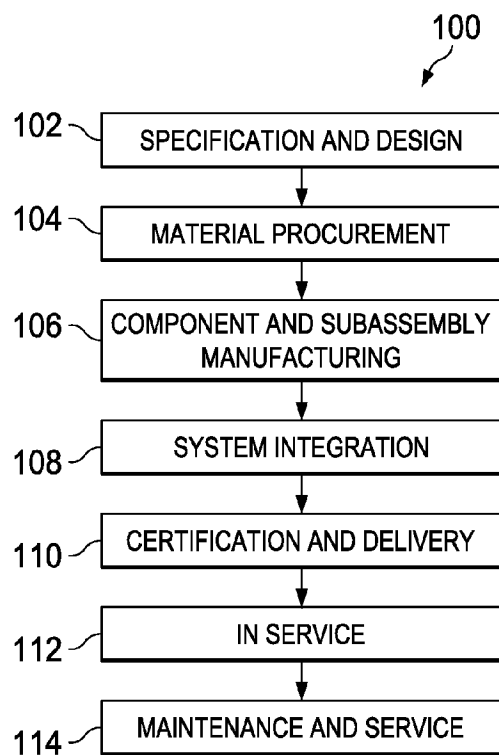 100
102
SPECIFICATION AND DESIGN
104
MATERIAL PROCUREMENT
106
COMPONENT AND SUBASSEMBLY
MANUFACTURING
108
SYSTEM INTEGRATION
110
CERTIFICATION AND DELIVERY
112
IN SERVICE
114
MAINTENANCE AND SERVICE